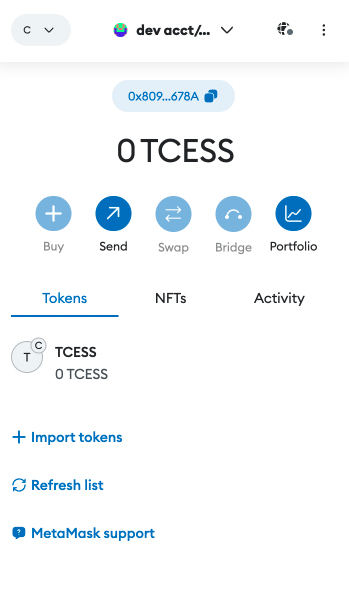 C
dev acct/...
0x809...678A
0 TCESS
Buy
Send
Swap
Bridge
Portfolio
Tokens
NFTs
Activity
T
C
TCESS
0 TCESS
Import tokens
Refresh list
MetaMask support